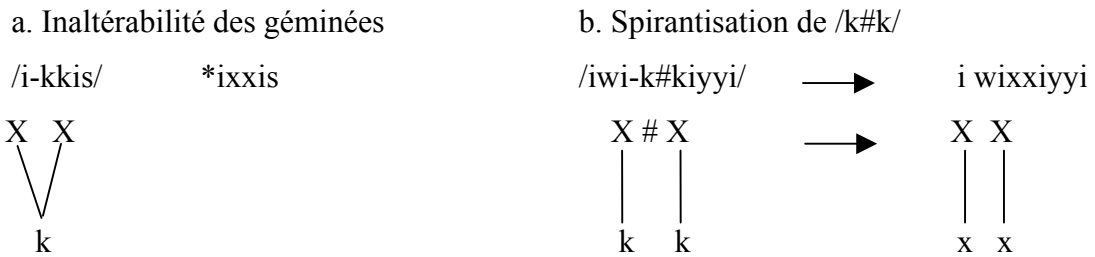 a. Inaltérabilité des géminées b. Spirantisation de /k#k/
/i-kkis/ *ixxis /iwi-k#kiyyi/ i wixxiyyi
X X X # X X X
k k k x x